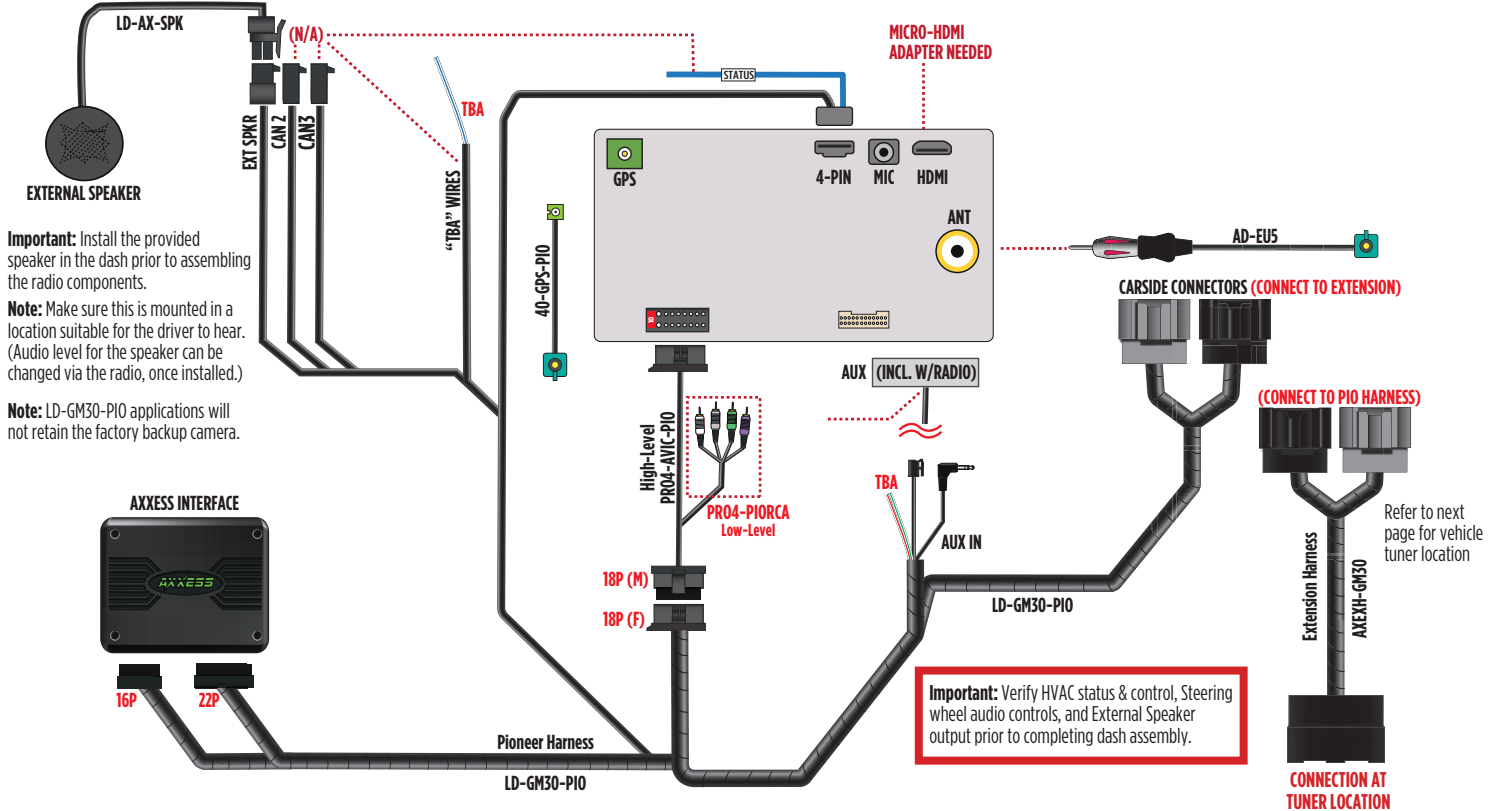 LD-AX-SPK
(N/A)
EXT SPKR
CAN 2
CAN3
EXTERNAL SPEAKER
Important: Install the provided
speaker in the dash prior to assembling
the radio components.
Note: Make sure this is mounted in a
location suitable for the driver to hear.
(Audio level for the speaker can be
changed via the radio, once installed.)
Note: LD-GM30-PIO applications will
not retain the factory backup camera.
TBA
"TBA" WIRES
STATUS
MICRO-HDMI
ADAPTER NEEDED
GPS
4-PIN
MIC
HDMI
ANT
10
40-GPS-PIO
AD-EU5
CARSIDE CONNECTORS (CONNECT TO EXTENSION)
(CONNECT TO PIO HARNESS)
AUX (INCL. W/RADIO)
High-Level
PRO4-AVIC-PIO
PRO4-PIORCA
Low-Level
TBA
AUX IN
18P (M)
18P (F)
LD-GM30-PIO
Refer to next
page for vehicle
tuner location
Extension Harness
AXEXH-GM30
AXXESS INTERFACE
AXXESS
16P
22P
Pioneer Harness
LD-GM30-PIO
Important: Verify HVAC status & control, Steering
wheel audio controls, and External Speaker
output prior to completing dash assembly.
CONNECTION AT
TUNER LOCATION